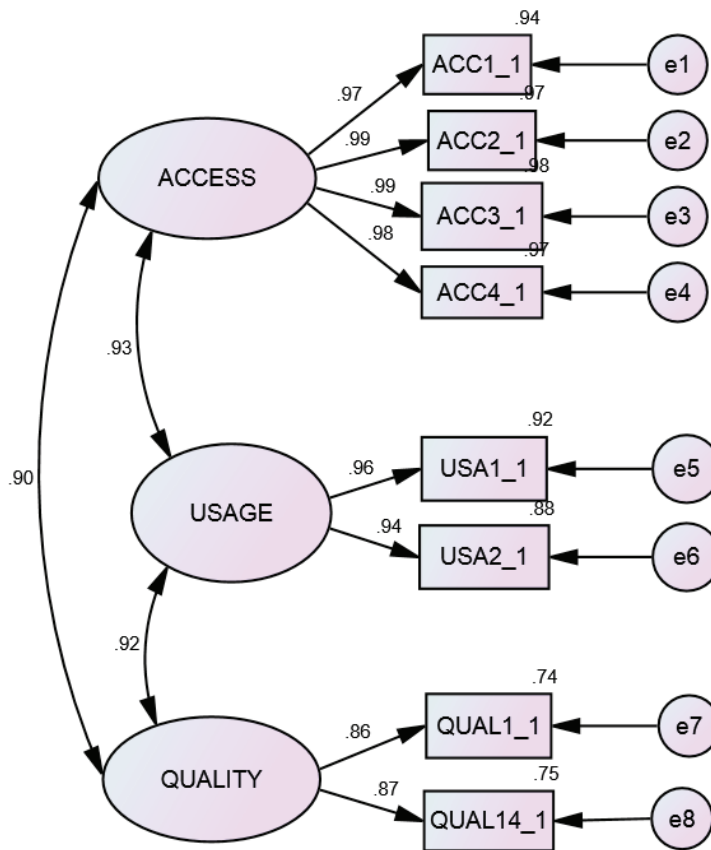 .94
ACC1_1
e1
.97
.97
ACC2_1
e2
.99
ACCESS
.98
ACC3_1
e3
.99
.97
ACC4_1
e4
.98
.93
.90
.92
USA1_1
e5
.96
USAGE
.88
USA2_1
e6
.94
.92
.74
QUAL1_1
e7
.86
QUALITY
.75
QUAL14_1
e8
.87